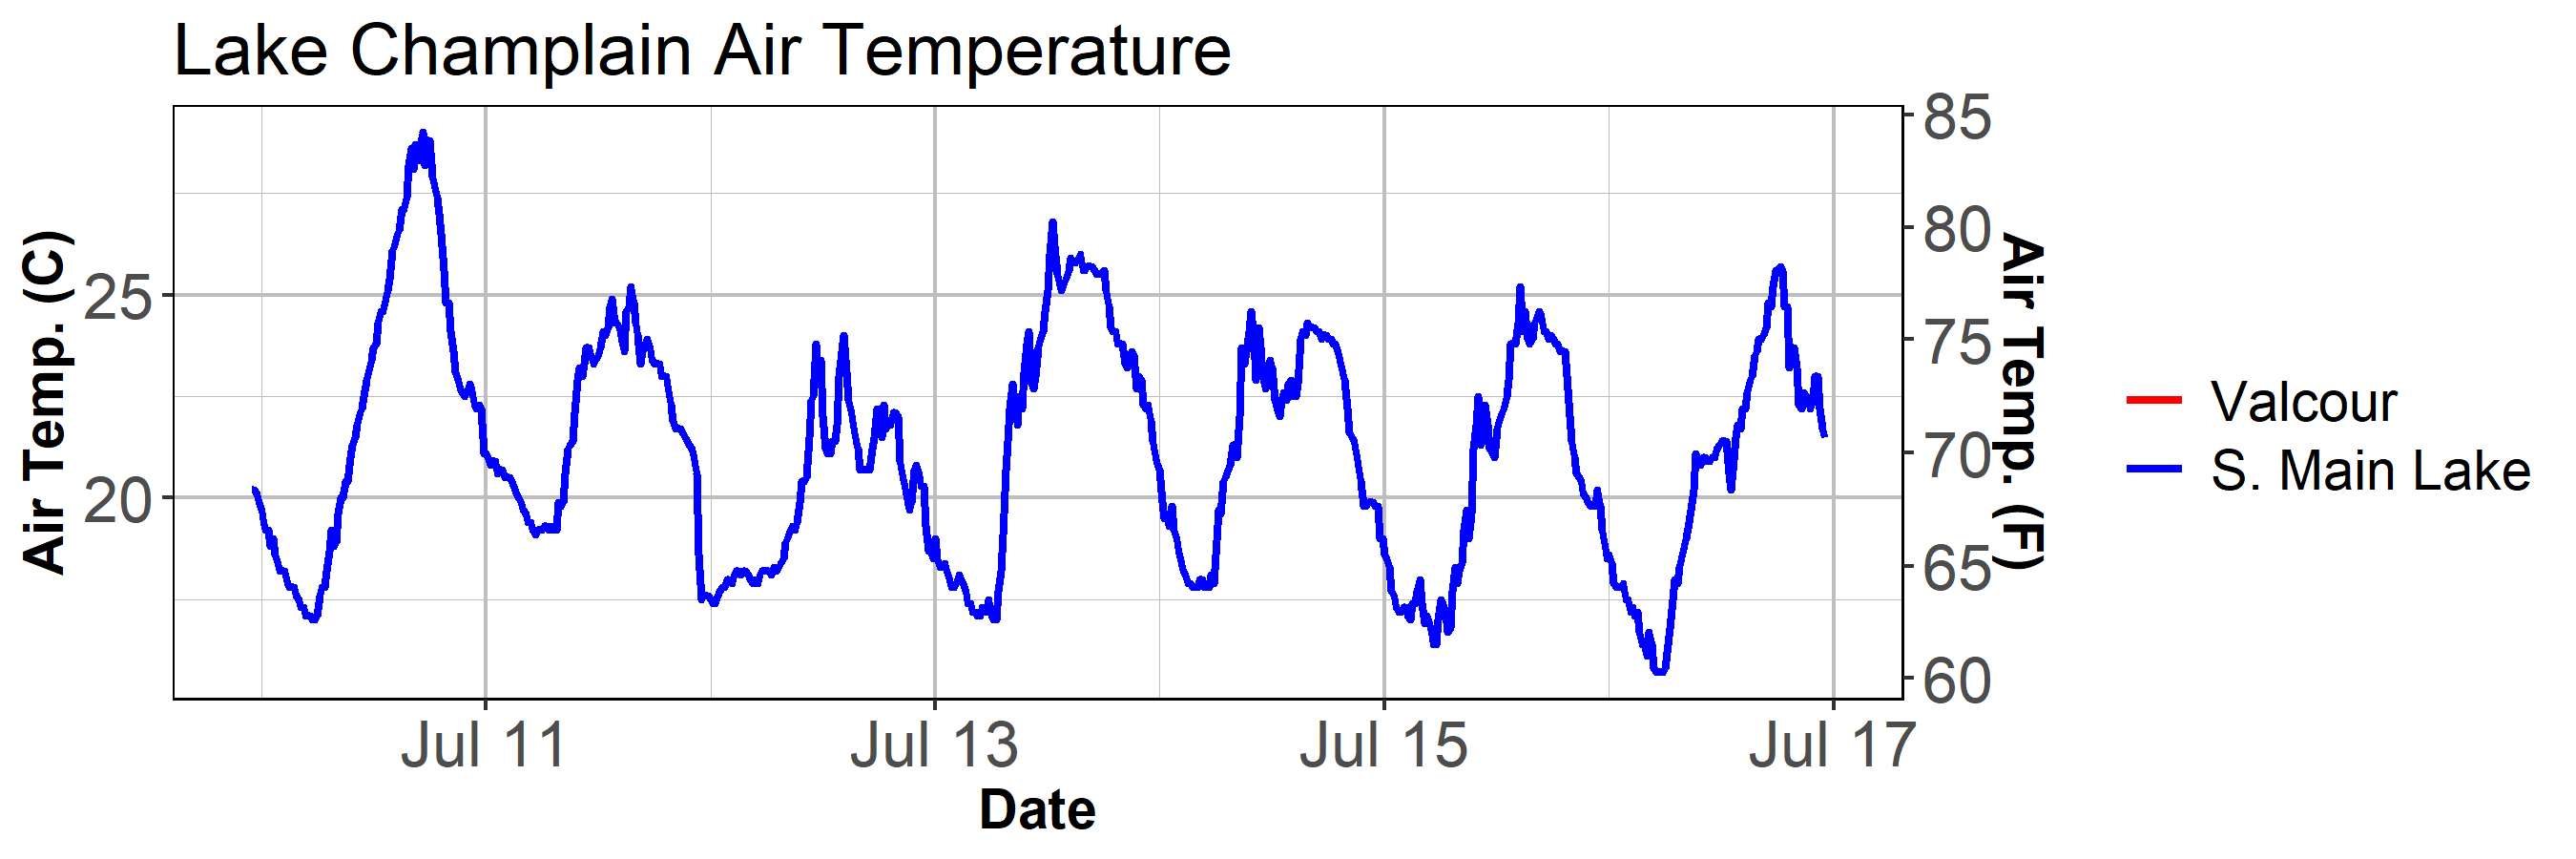 Lake Champlain Air Temperature
Air Temp. (C)
25
20
85
80
75
70
65
60
Air Temp. (F)
Jul 11
Jul 13
Jul 15
Jul 17
Date
Valcour
S. Main Lake